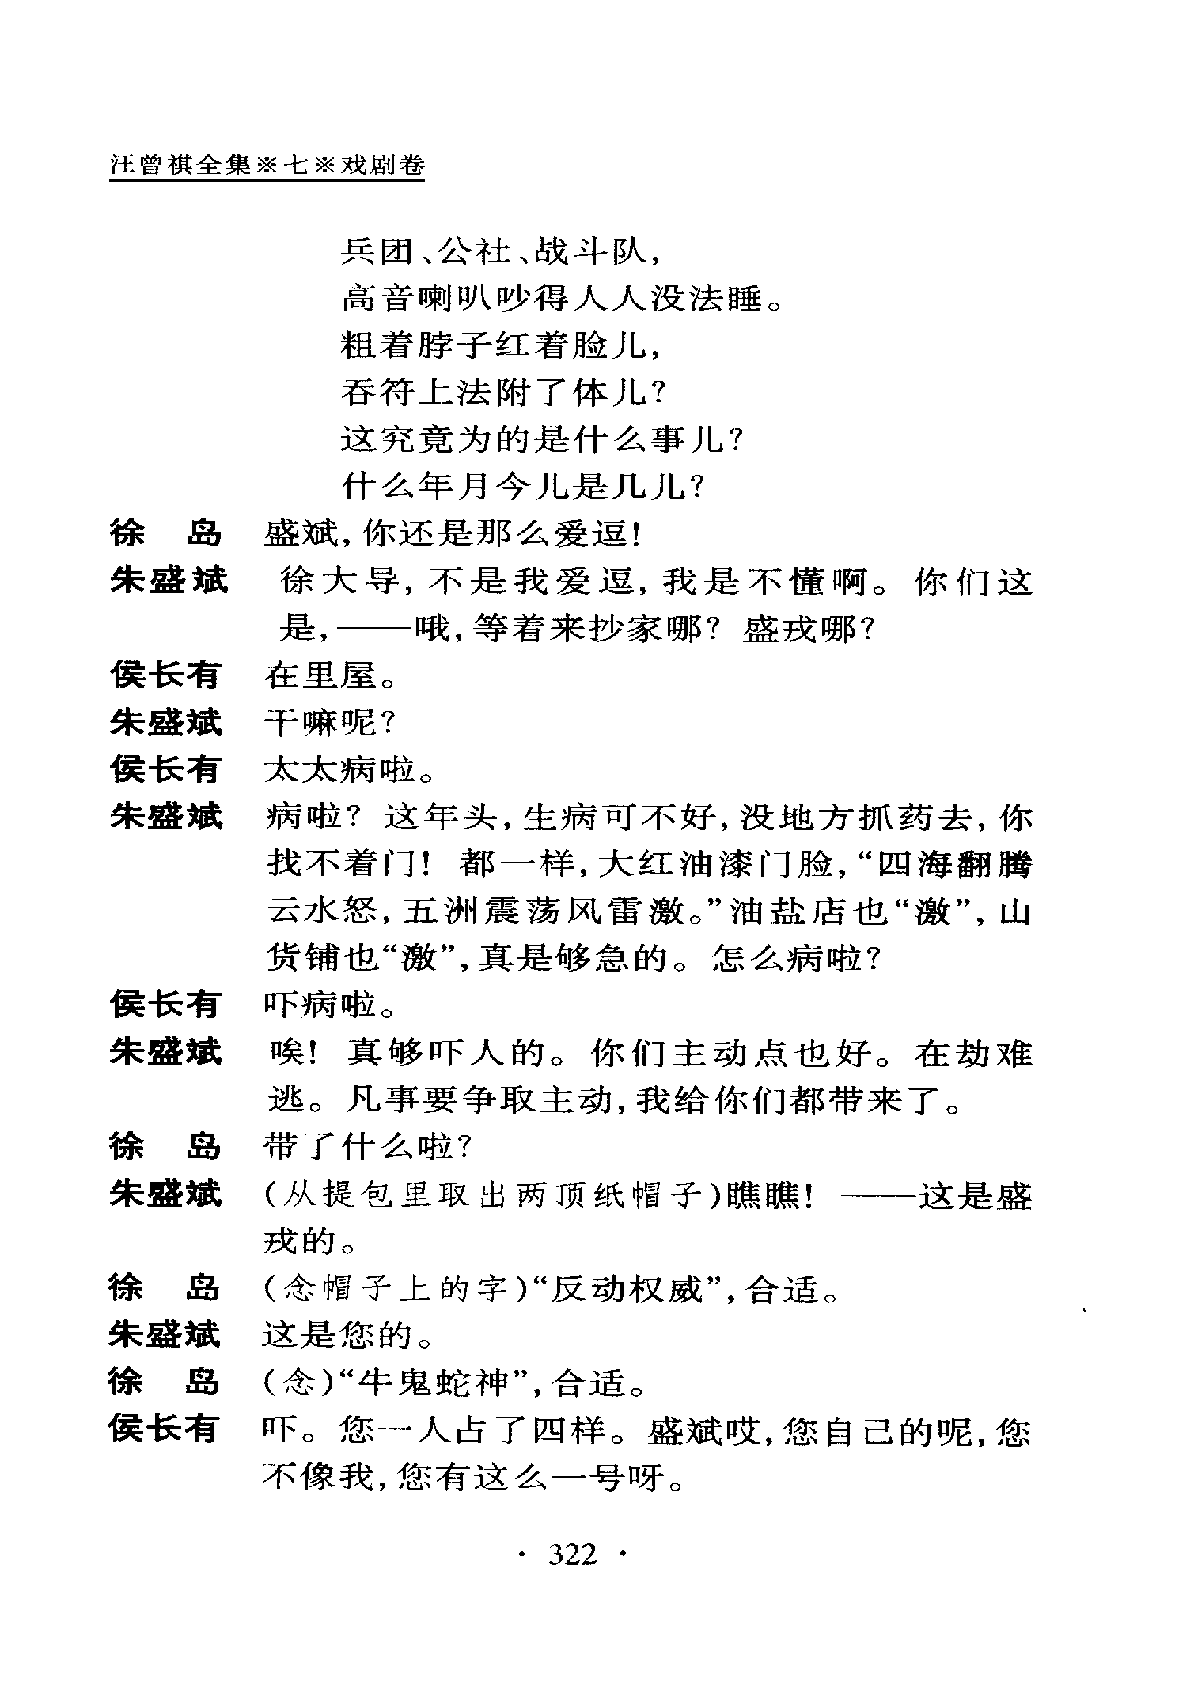 汪曾祺全集※七※戏剧卷
兵团、公社、战斗队,
高音喇叭吵得人人没法睡。
粗着脖子红着脸儿,
吞符上法附了体儿?
这究竟为的是什么事儿?
什么年月今儿是几儿?
徐　岛　盛斌,你还是那么爱逗!
朱盛斌　徐大导,不是我爱逗,我是不懂啊。你们这
是,——哦,等着来抄家哪? 盛戎哪?
侯长有　在里屋。
朱盛斌　干嘛呢?
侯长有　太太病啦。
朱盛斌　病啦? 这年头,生病可不好,没地方抓药去,你
找不着门! 都一样,大红油漆门脸,“四海翻腾
云水怒,五洲震荡风雷激。”油盐店也“激”,山
货铺也“激”,真是够急的。怎么病啦?
侯长有　吓病啦。
朱盛斌　唉! 真够吓人的。你们主动点也好。在劫难
逃。凡事要争取主动,我给你们都带来了。
徐　岛　带了什么啦?
朱盛斌　(从提包里取出两顶纸帽子)瞧瞧! ——这是盛
戎的。
徐　岛　(念帽子上的字)“反动权威”,合适。
朱盛斌　这是您的。
徐　岛　(念)“牛鬼蛇神”,合适。
侯长有　吓。您一人占了四样。盛斌哎,您自己的呢,您
不像我,您有这么一号呀。
· 322 ·